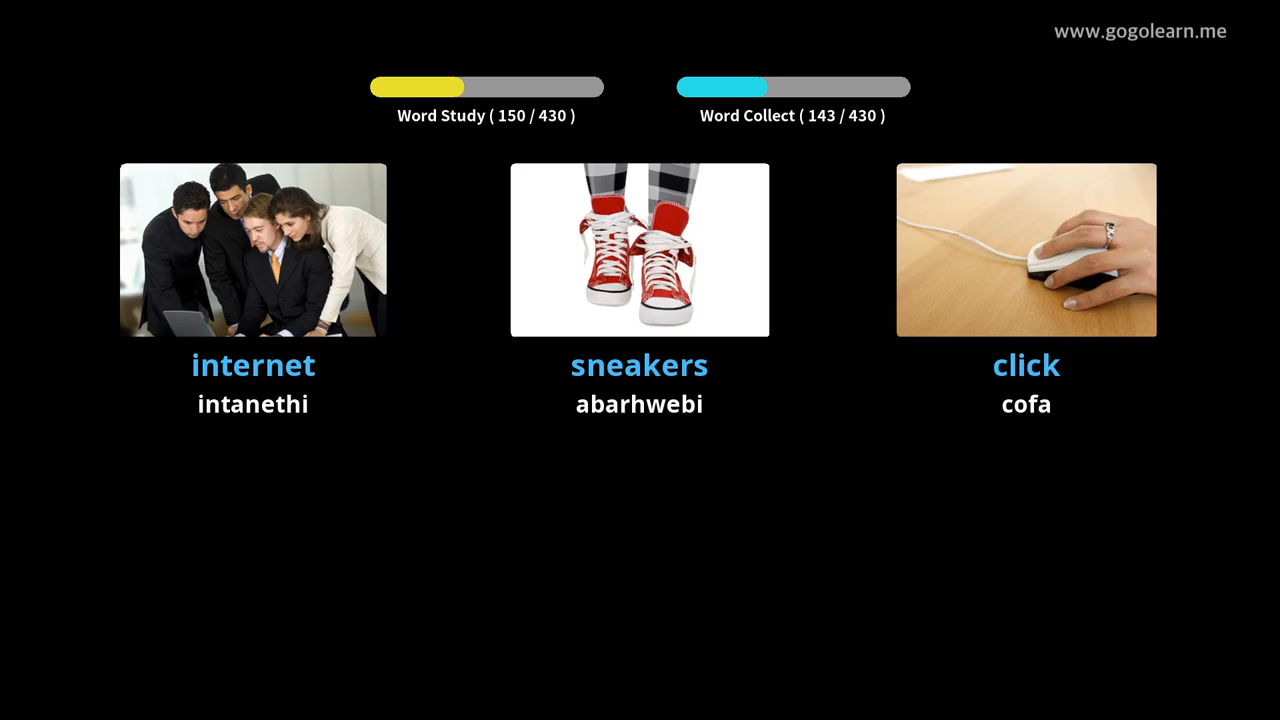 www.gogolearn.me
Word Study ( 150 / 430 )
Word Collect ( 143 / 430 )
internet
intanethi
sneakers
abarhwebi
click
cofa